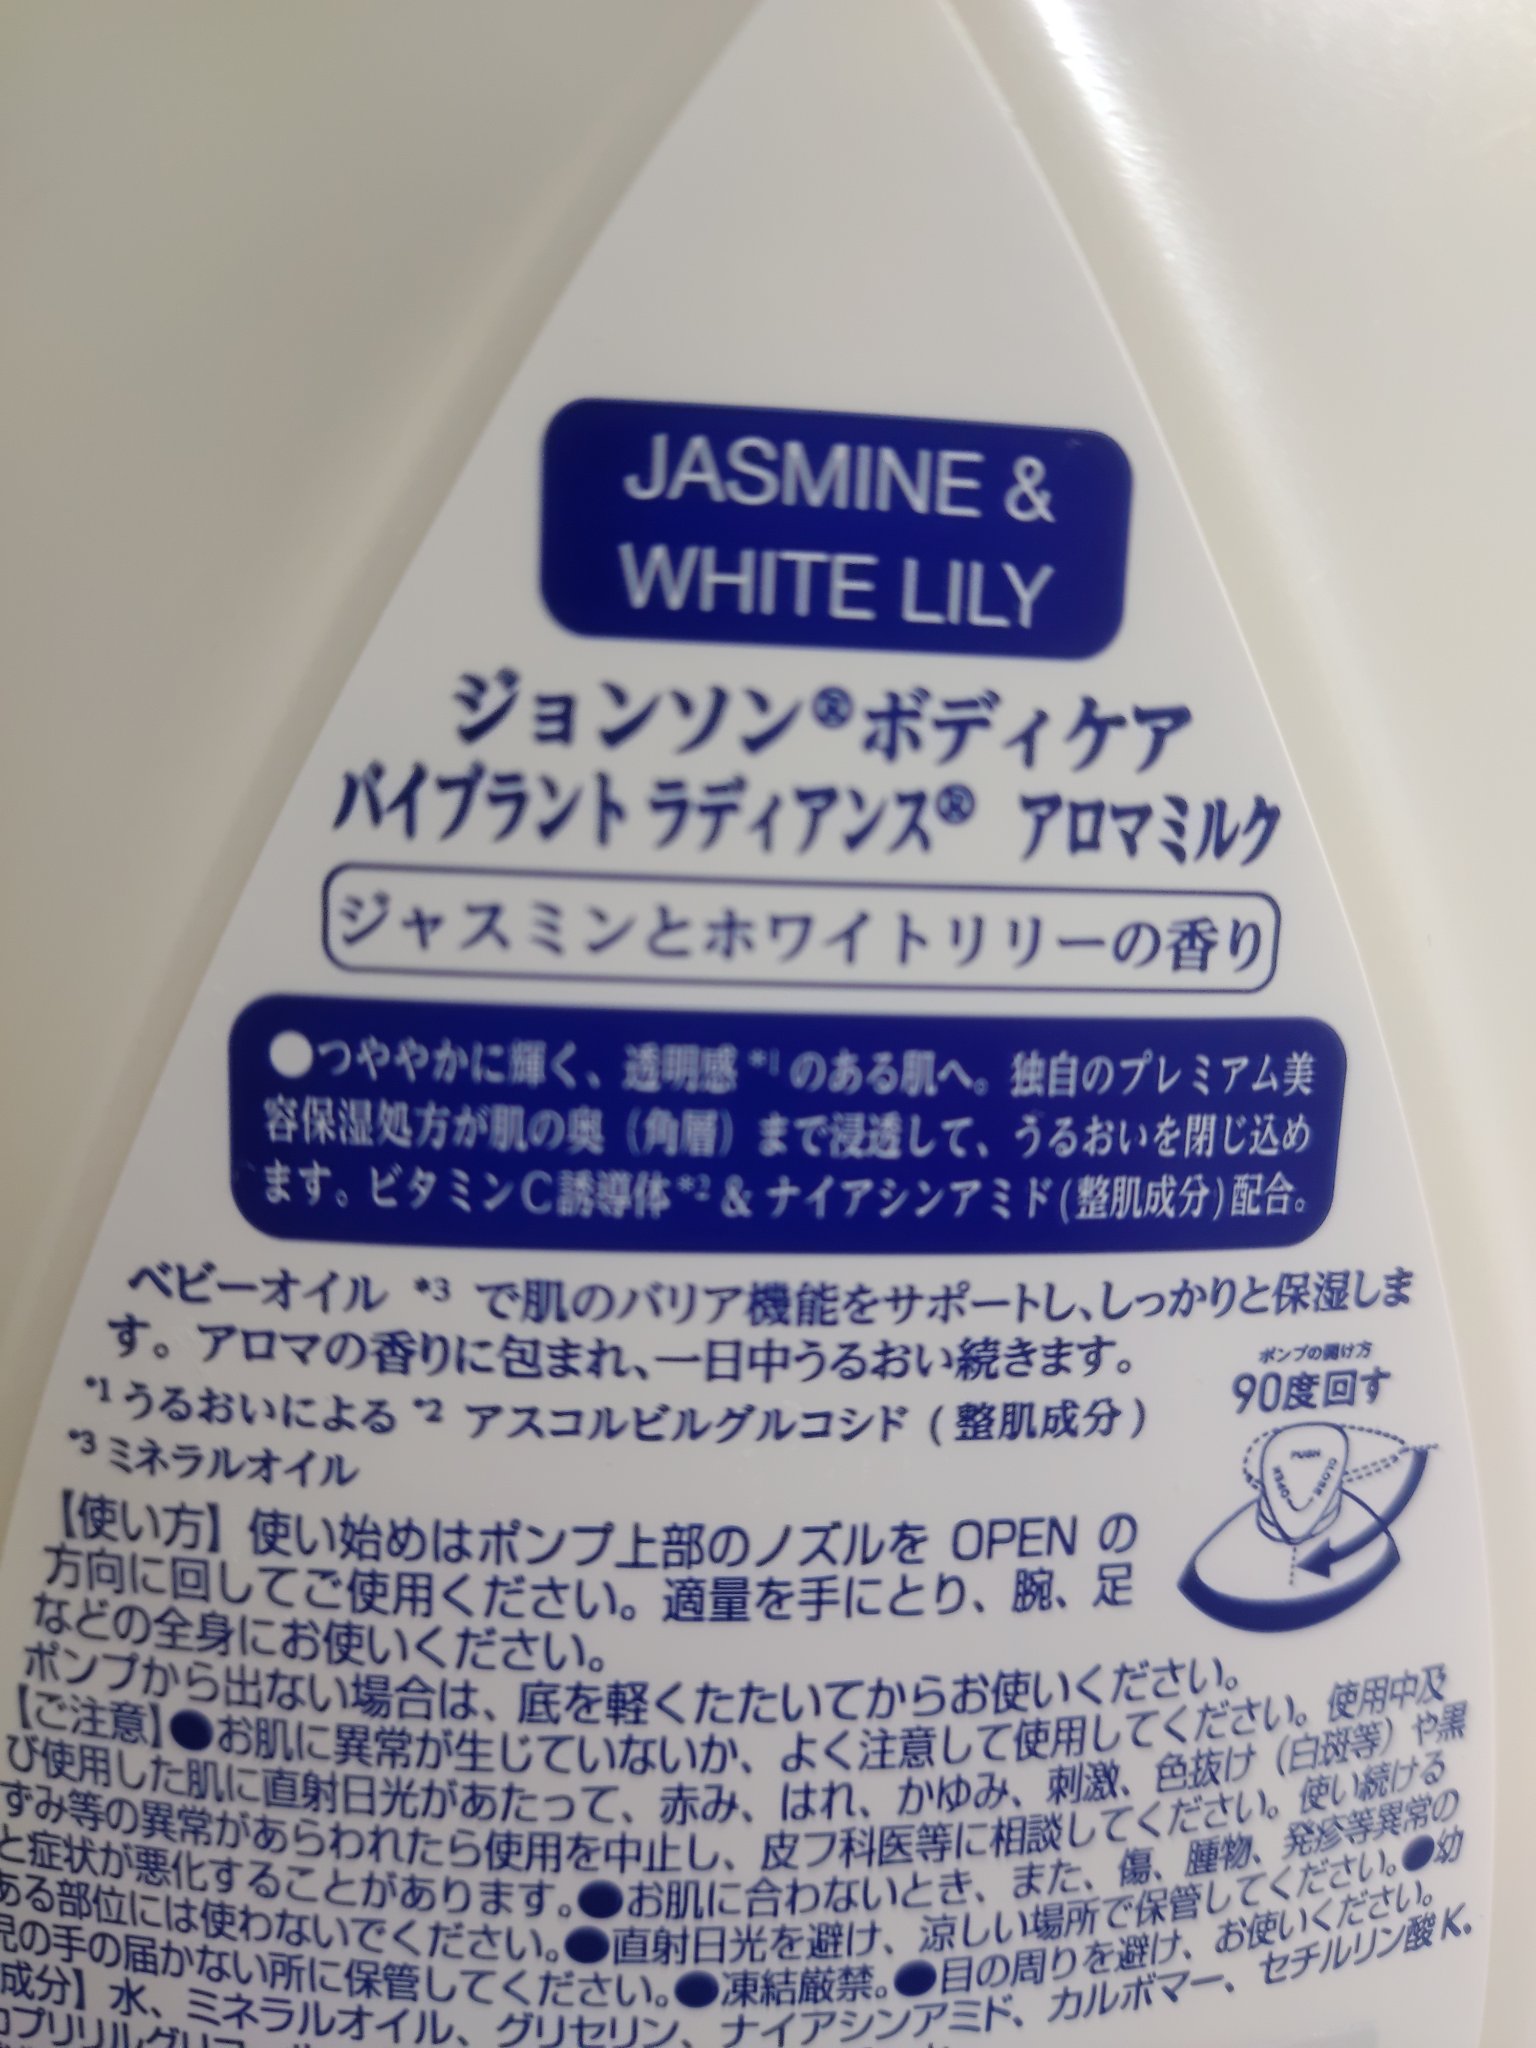 JASMINE &
WHITE LILY
ジョンソン®ボディケア
バイブラント ラディアンス® アロマミルク
ジャスミンとホワイトリリーの香り
●つややかに輝く、透明感*1のある肌へ。独自のプレミアム美
容保湿処方が肌の奥(角層)まで浸透して、うるおいを閉じ込め
ます。ビタミンC誘導体*2&ナイアシンアミド(整肌成分)配合。
ベビーオイル*3で肌のバリア機能をサポートし、しっかりと保湿しま
す。アロマの香りに包まれ、一日中うるおい続きます。
*1 うるおいによる *2 アスコルビルグルコシド(整肌成分)
*3 ミネラルオイル
ポンプの開け方
90度回す
PUSH
OPEN
CLOSE
【使い方】使い始めはポンプ上部のノズルを OPEN の
方向に回してご使用ください。適量を手にとり、腕、足
などの全身にお使いください。
ポンプから出ない場合は、底を軽くたたいてからお使いください。
【ご注意】●お肌に異常が生じていないか、よく注意して使用してください。使用中及
び使用した肌に直射日光があたって、赤み、はれ、かゆみ、刺激、色抜け(白斑等)や黒
ずみ等の異常があらわれたら使用を中止し、皮フ科医等に相談してください。使い続ける
と症状が悪化することがあります。●お肌に合わないとき、また、傷、腫物、発疹等異常の
ある部位には使わないでください。●直射日光を避け、涼しい場所で保管してください。●幼
児の手の届かない所に保管してください。●凍結厳禁。●目の周りを避け、お使いください。
成分】水、ミネラルオイル、グリセリン、ナイアシンアミド、カルボマー、セチルリン酸K、